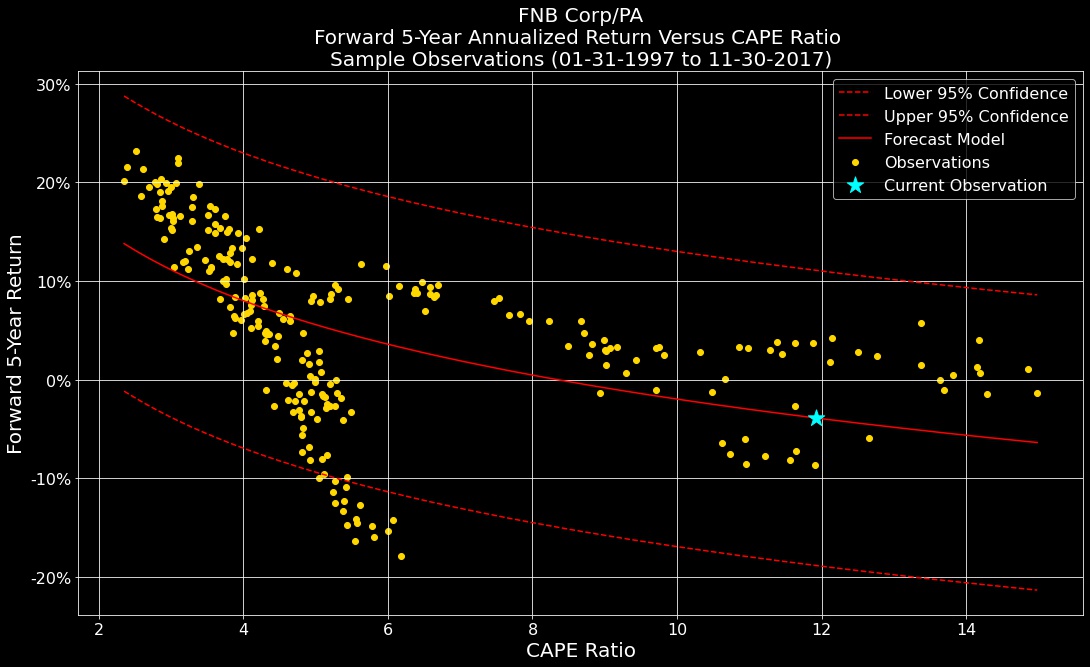 FNB Corp/PA
Forward 5-Year Annualized Return Versus CAPE Ratio
Sample Observations (01-31-1997 to 11-30-2017)
Lower 95% Confidence
Upper 95% Confidence
Forecast Model
Observations
Current Observation
Forward 5-Year Return
30%
20%
10%
0%
-10%
-20%
2 4 6 8 10 12 14
CAPE Ratio